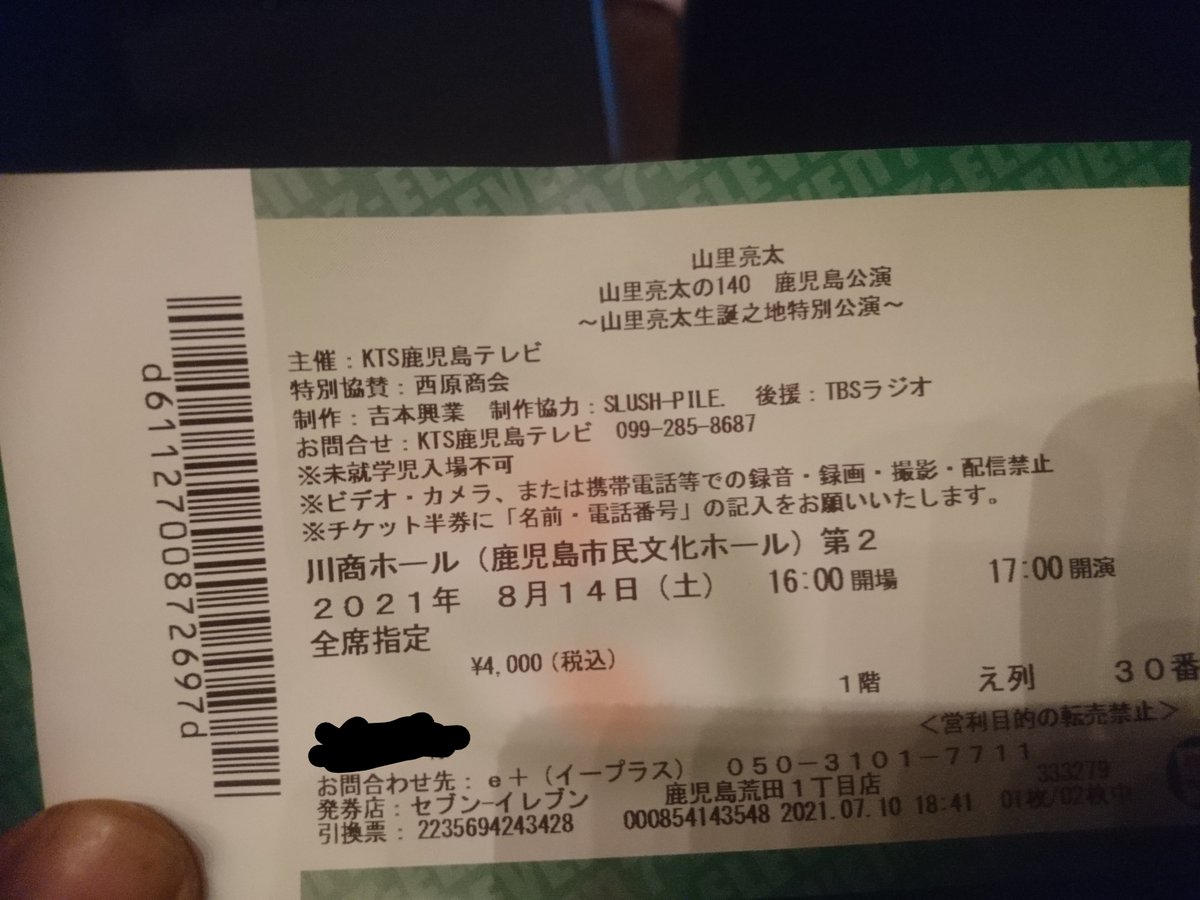 7-ELEVEN
山里亮太
山里亮太の140 鹿児島公演
～山里亮太生誕之地特別公演～
主催：KTS鹿児島テレビ
特別協賛：西原商会
制作：吉本興業 制作協力：SLUSH-PILE. 後援：TBSラジオ
お問合せ：KTS鹿児島テレビ 099-285-8687
※未就学児入場不可
※ビデオ・カメラ、または携帯電話等での録音・録画・撮影・配信禁止
※チケット半券に「名前・電話番号」の記入をお願いいたします。
川商ホール（鹿児島市民文化ホール）第２
２０２１年 ８月１４日（土） 16:00開場 17:00開演
全席指定
¥4,000（税込）
１階 え列 ３０番
＜営利目的の転売禁止＞
お問合わせ先：ｅ＋（イープラス） ０５０－３１０１－７７１１
発券店：セブン-イレブン 鹿児島荒田１丁目店 333279
引換票：2235694243428 000854143548 2021.07.10 18:41 01枚/02枚中
d6112700872697d